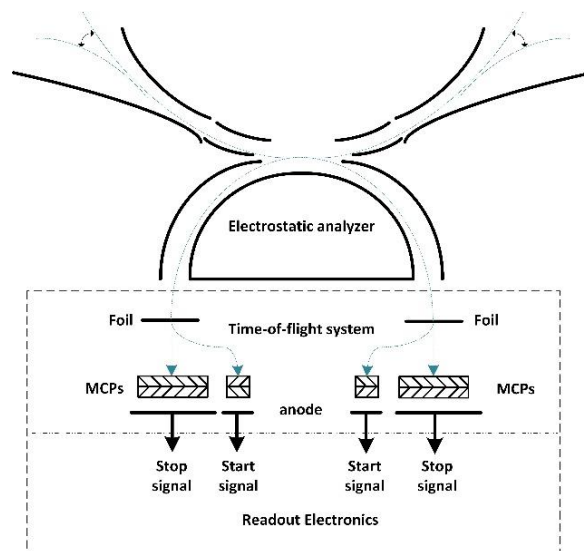 Electrostatic analyzer
Foil
Time-of-flight system
Foil
MCPs
MCPs
anode
Stop
signal
Start
signal
Start
signal
Stop
signal
Readout Electronics